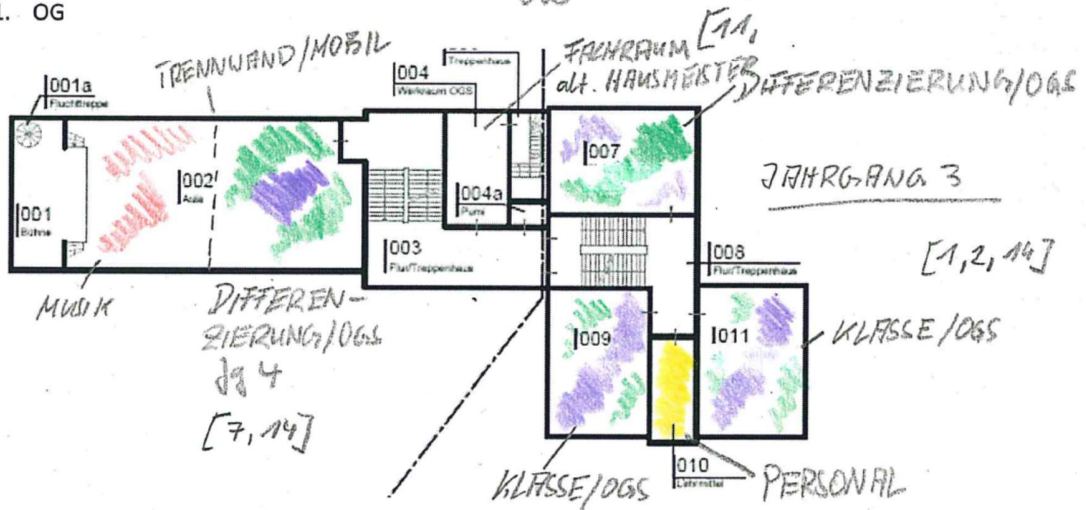 1. OG
TRENNWAND/MOBIL
FACHRAUM [11,
alt. HAUSMEISTER
DIFFERENZIERUNG/OGS
001a
Fluchttreppe
004
Werkraum OGS
Treppenhaus
007
JAHRGANG 3
002
Aula
004a
Pumi
001
Bühne
003
Flur/Treppenhaus
008
Flur/Treppenhaus
[1, 2, 14]
MUSIK
DIFFEREN-
ZIERUNG/OGS
Jg 4
[7, 14]
009
011
KLASSE/OGS
010
Lehrmittel
KLASSE/OGS
PERSONAL